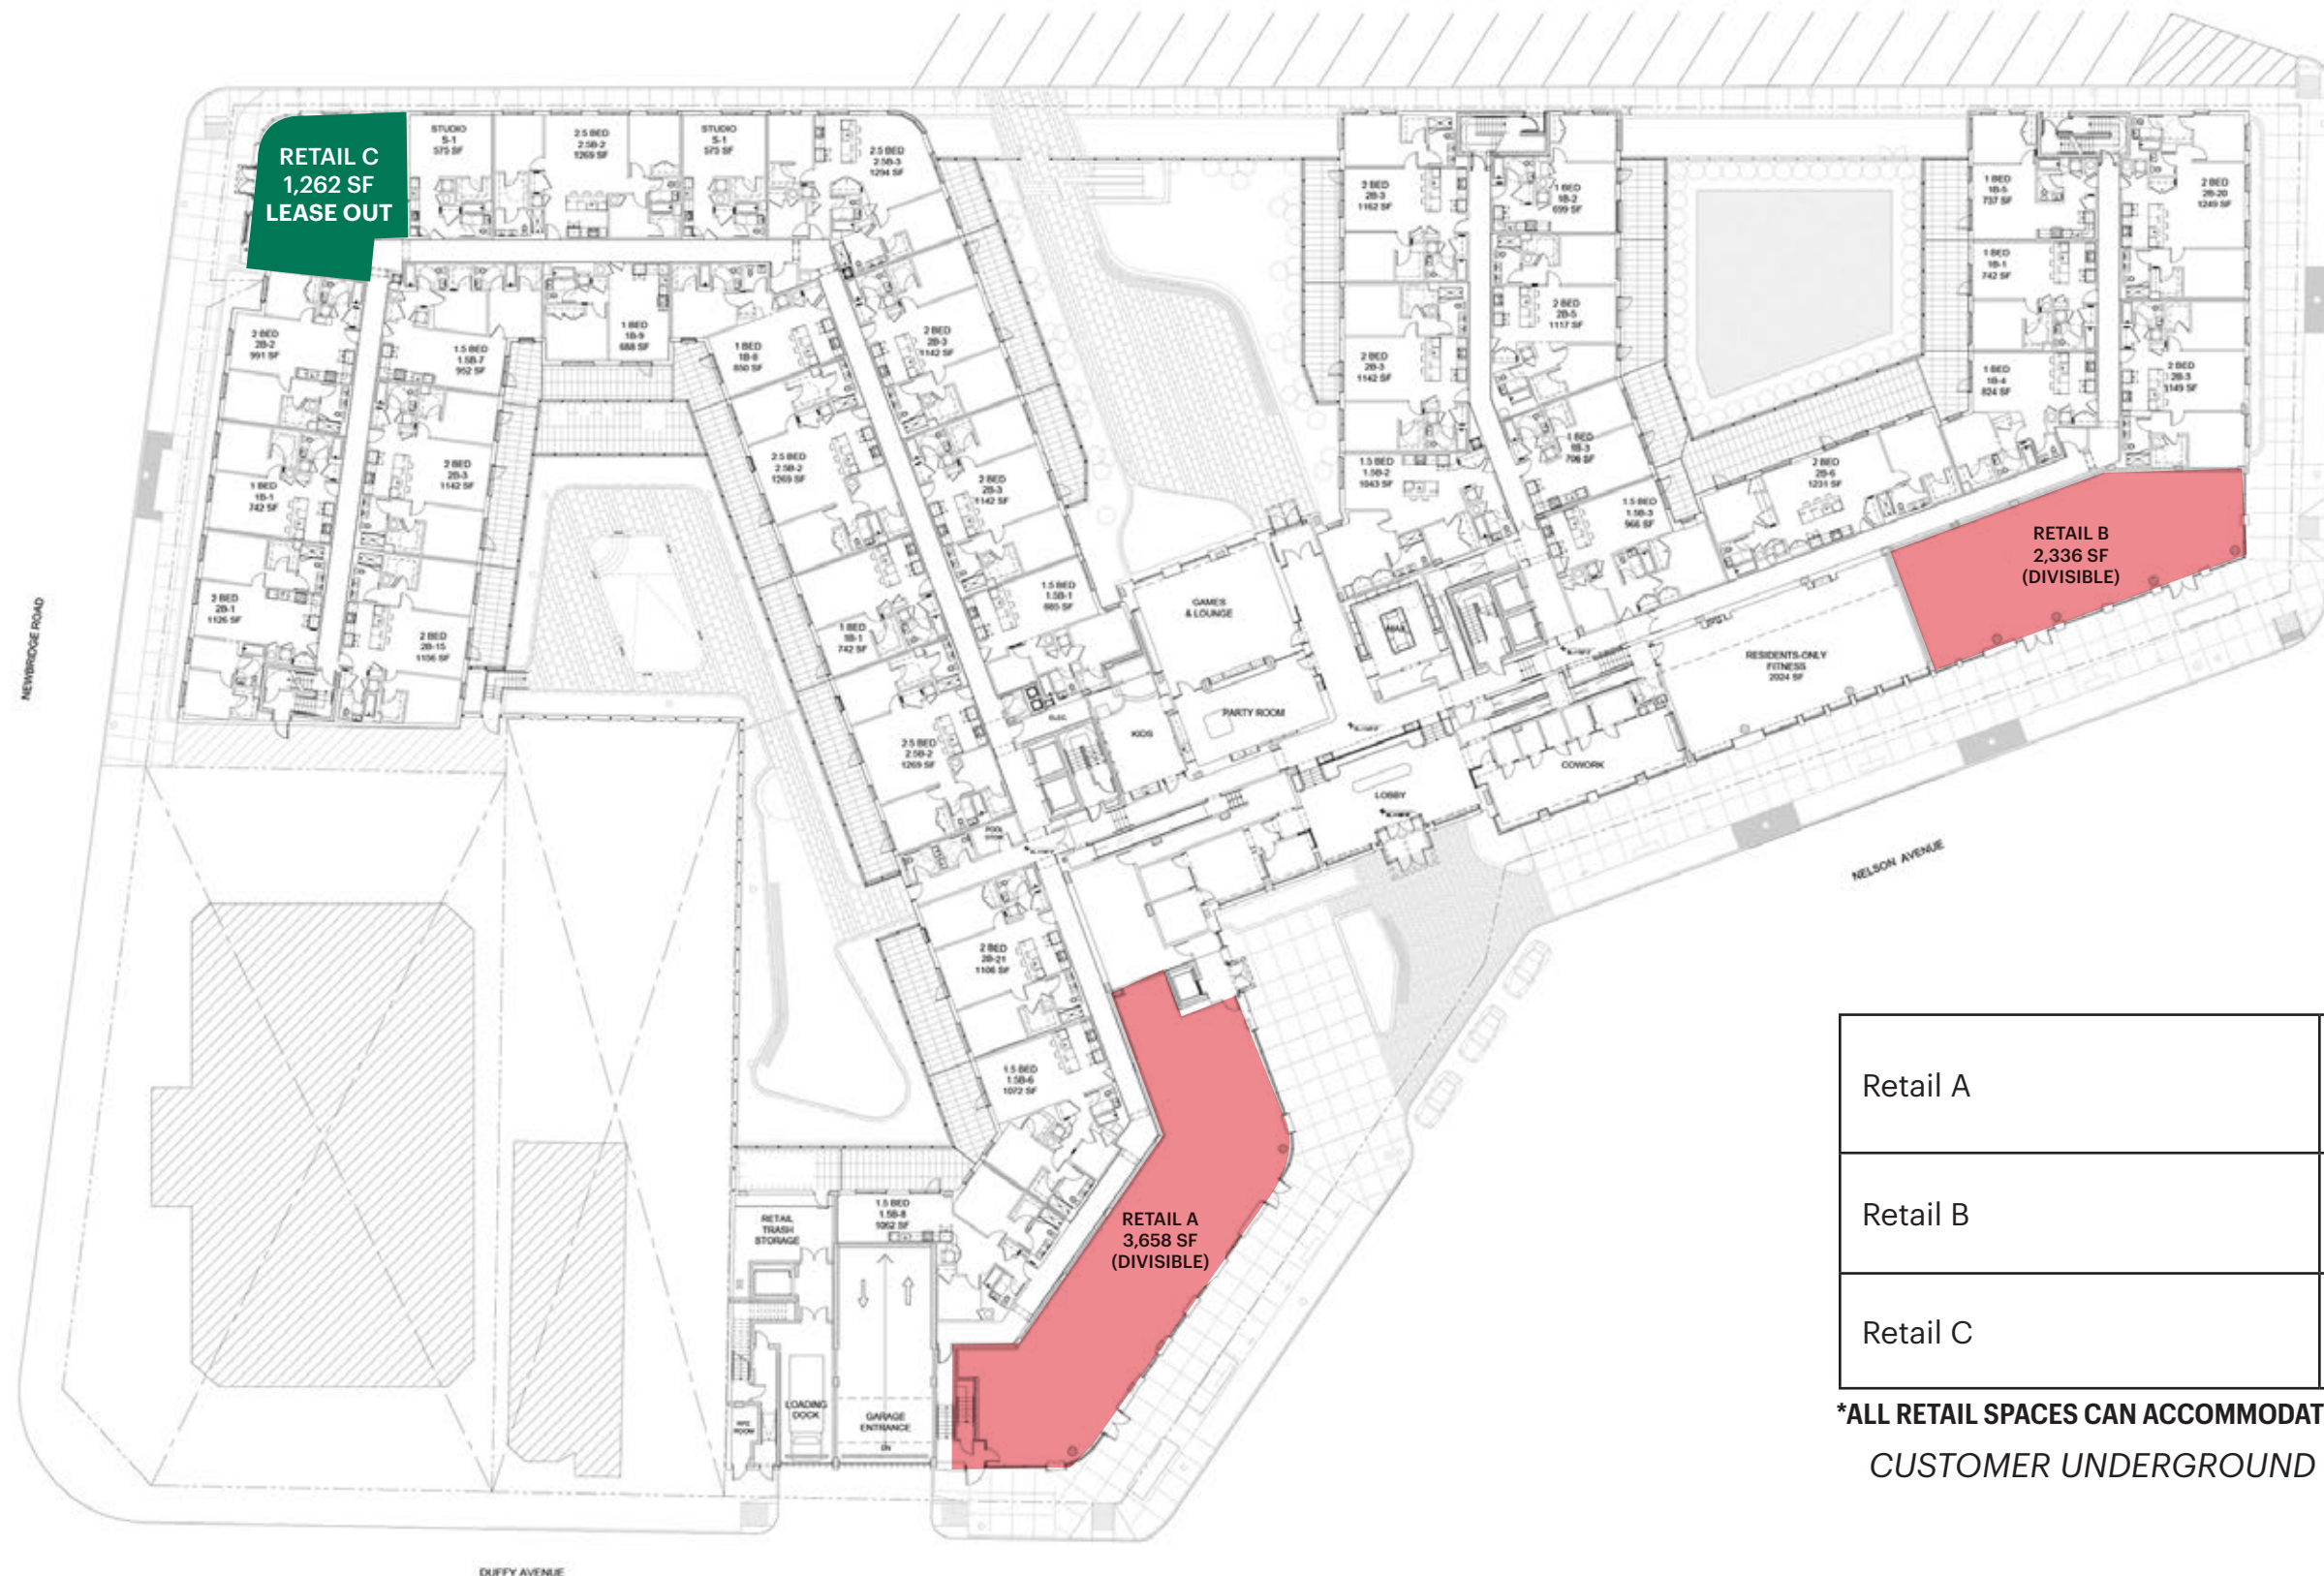 RETAIL C
1,262 SF
LEASE OUT
STUDIO
S-1
575 SF
2.5 BED
2.5B-2
1269 SF
STUDIO
S-1
575 SF
2.5 BED
2.5B-3
1294 SF
2 BED
2B-3
1162 SF
1 BED
1B-2
699 SF
1 BED
1B-5
737 SF
2 BED
2B-20
1249 SF
1 BED
1B-1
742 SF
2 BED
2B-2
991 SF
1.5 BED
1.5B-7
952 SF
1 BED
1B-9
688 SF
1 BED
1B-8
850 SF
2 BED
2B-3
1142 SF
2 BED
2B-3
1142 SF
2 BED
2B-5
1117 SF
1 BED
1B-4
824 SF
2 BED
2B-3
1149 SF
1 BED
1B-1
742 SF
2 BED
2B-3
1142 SF
2.5 BED
2.5B-2
1269 SF
2 BED
2B-3
1142 SF
1.5 BED
1.5B-2
1043 SF
1 BED
1B-3
706 SF
1.5 BED
1.5B-3
966 SF
2 BED
2B-6
1231 SF
RETAIL B
2,336 SF
(DIVISIBLE)
NEWBRIDGE ROAD
2 BED
2B-1
1126 SF
2 BED
2B-15
1156 SF
1 BED
1B-1
742 SF
1.5 BED
1.5B-1
885 SF
GAMES
& LOUNGE
MAIL
RESIDENTS-ONLY
FITNESS
2024 SF
2.5 BED
2.5B-2
1269 SF
ELEC
KIDS
PARTY ROOM
LOBBY
COWORK
POOL
NELSON AVENUE
2 BED
2B-21
1106 SF
1.5 BED
1.5B-6
1072 SF
1.5 BED
1.5B-8
1062 SF
RETAIL
TRASH
STORAGE
RETAIL A
3,658 SF
(DIVISIBLE)
LOADING
DOCK
GARAGE
ENTRANCE
DN
ROOM
DUFFY AVENUE
Retail A
Retail B
Retail C
*ALL RETAIL SPACES CAN ACCOMMODAT
CUSTOMER UNDERGROUND